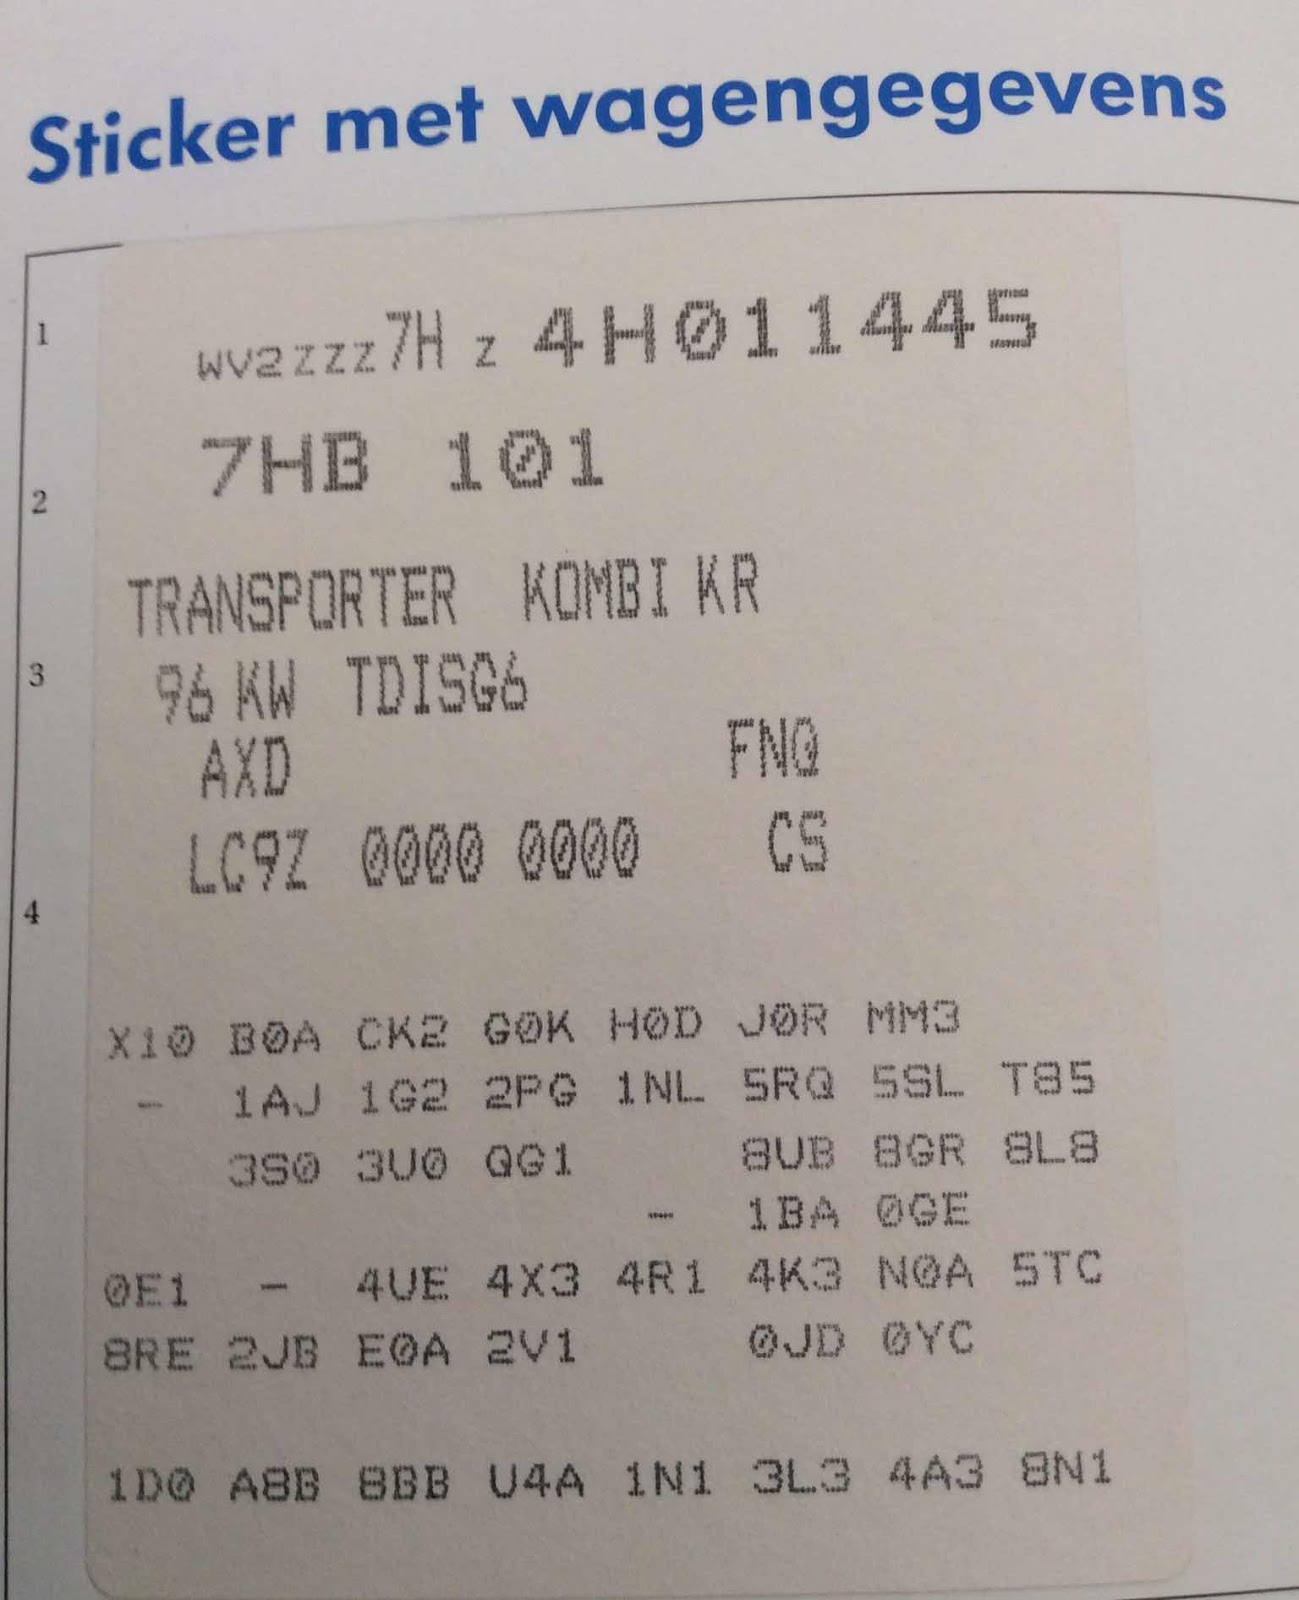 Sticker met wagengegevens
1
WV2ZZZ7H Z 4H011445
7HB 101
2
TRANSPORTER KOMBI KR
3
96 KW TDISG6
AXD FNQ
LC9Z 0000 0000 CS
4
X10 B0A CK2 G0K H0D J0R MM3
- 1AJ 1G2 2PG 1NL 5RQ 5SL T85
3S0 3U0 QG1 8UB 8GR 8L8
- 1BA 0GE
0E1 - 4UE 4X3 4R1 4K3 N0A 5TC
8RE 2JB E0A 2V1 0JD 0YC
1D0 A8B 8BB U4A 1N1 3L3 4A3 8N1